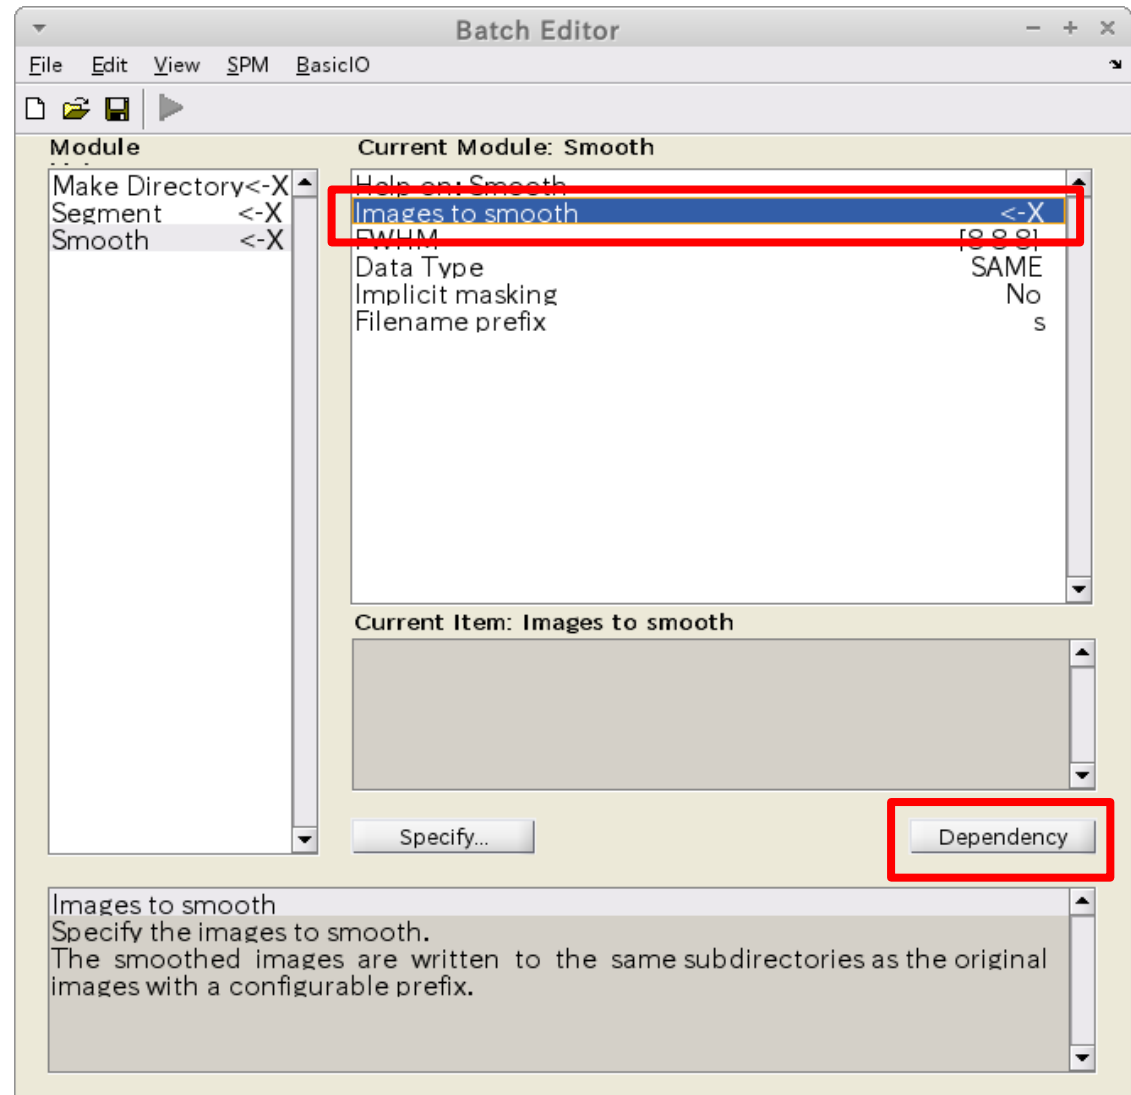 Batch Editor
File Edit View SPM BasicIO
Module
Current Module: Smooth
Make Directory<-X
Segment <-X
Smooth <-X
Help on: Smooth
Images to smooth <-X
FWHM [8 8 8]
Data Type SAME
Implicit masking No
Filename prefix s
Current Item: Images to smooth
Specify...
Dependency
Images to smooth
Specify the images to smooth.
The smoothed images are written to the same subdirectories as the original
images with a configurable prefix.